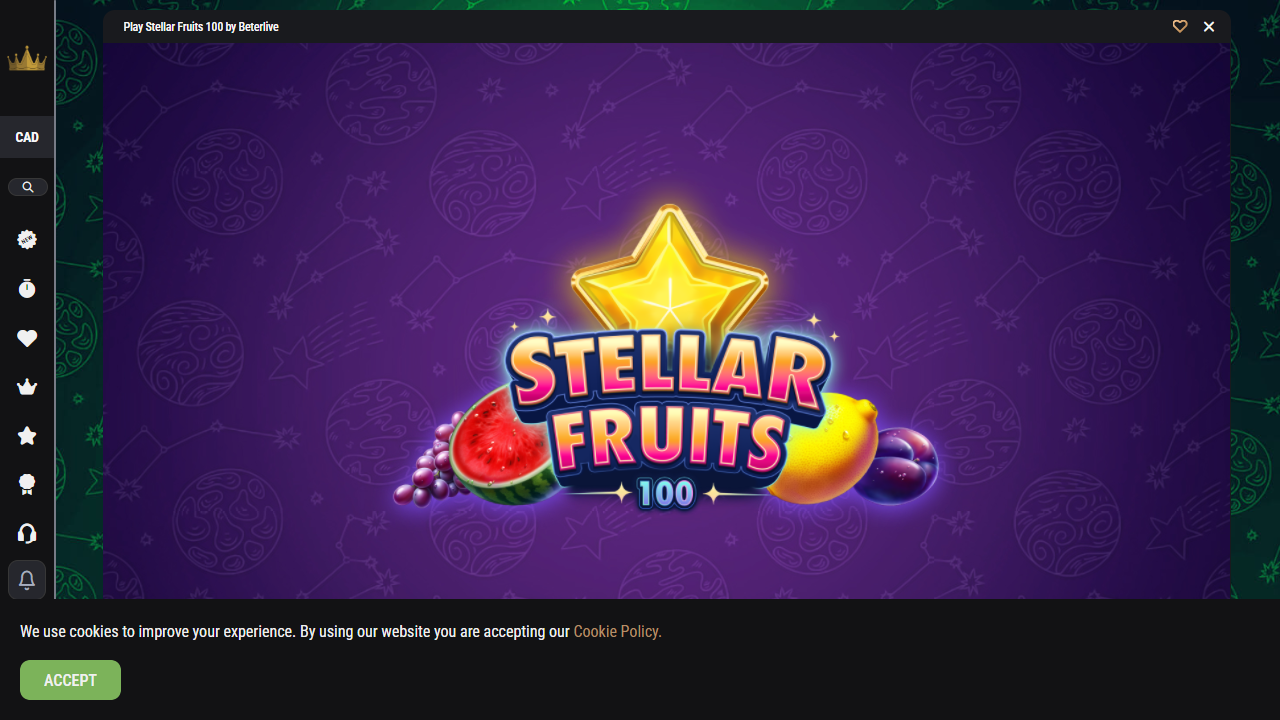 Play Stellar Fruits 100 by Beterlive
CAD
NEW
STELLAR
FRUITS
100
We use cookies to improve your experience. By using our website you are accepting our Cookie Policy.
ACCEPT